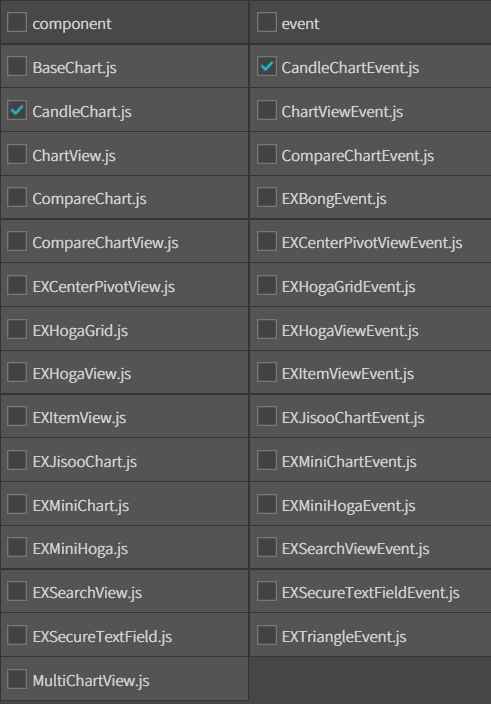 component
event
BaseChart.js
CandleChartEvent.js
CandleChart.js
ChartViewEvent.js
ChartView.js
CompareChartEvent.js
CompareChart.js
EXBongEvent.js
CompareChartView.js
EXCenterPivotViewEvent.js
EXCenterPivotView.js
EXHogaGridEvent.js
EXHogaGrid.js
EXHogaViewEvent.js
EXHogaView.js
EXItemViewEvent.js
EXItemView.js
EXJisooChartEvent.js
EXJisooChart.js
EXMiniChartEvent.js
EXMiniChart.js
EXMiniHogaEvent.js
EXMiniHoga.js
EXSearchViewEvent.js
EXSearchView.js
EXSecureTextFieldEvent.js
EXSecureTextField.js
EXTriangleEvent.js
MultiChartView.js